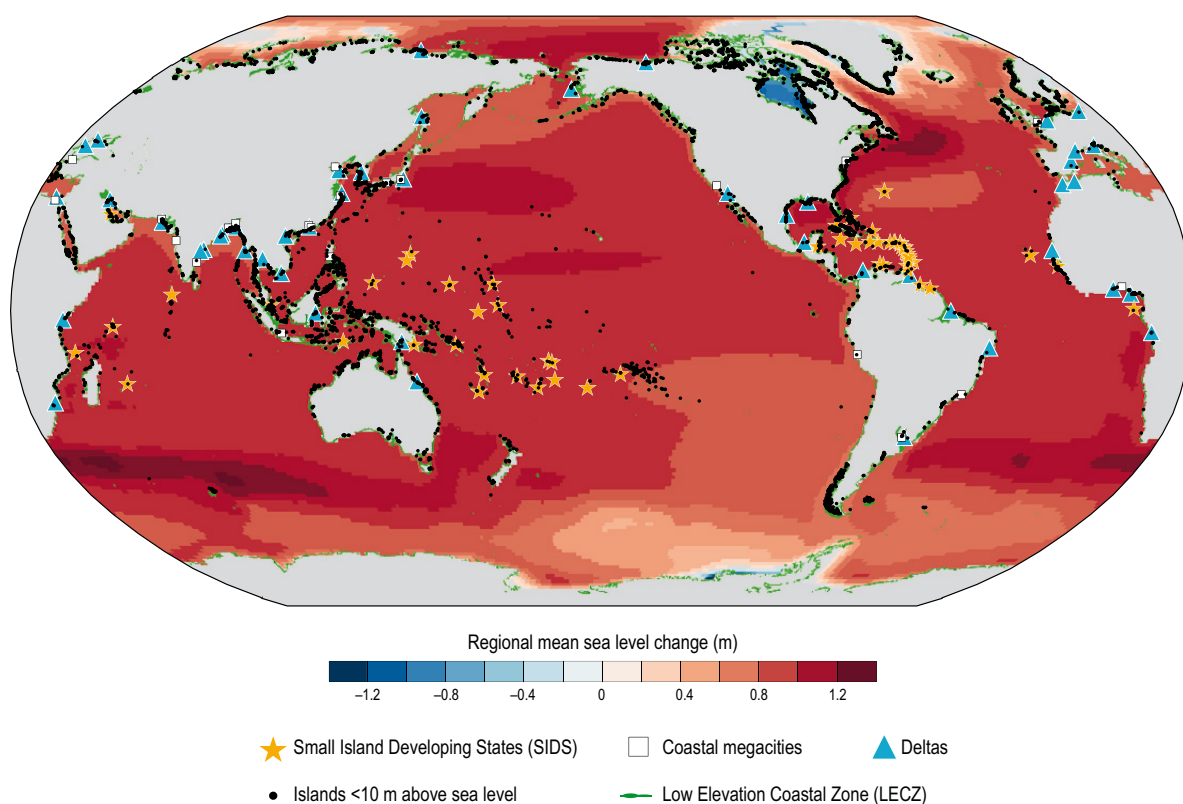 Regional mean sea level change (m)
–1.2 –0.8 –0.4 0 0.4 0.8 1.2
Small Island Developing States (SIDS) Coastal megacities Deltas
Islands <10 m above sea level Low Elevation Coastal Zone (LECZ)